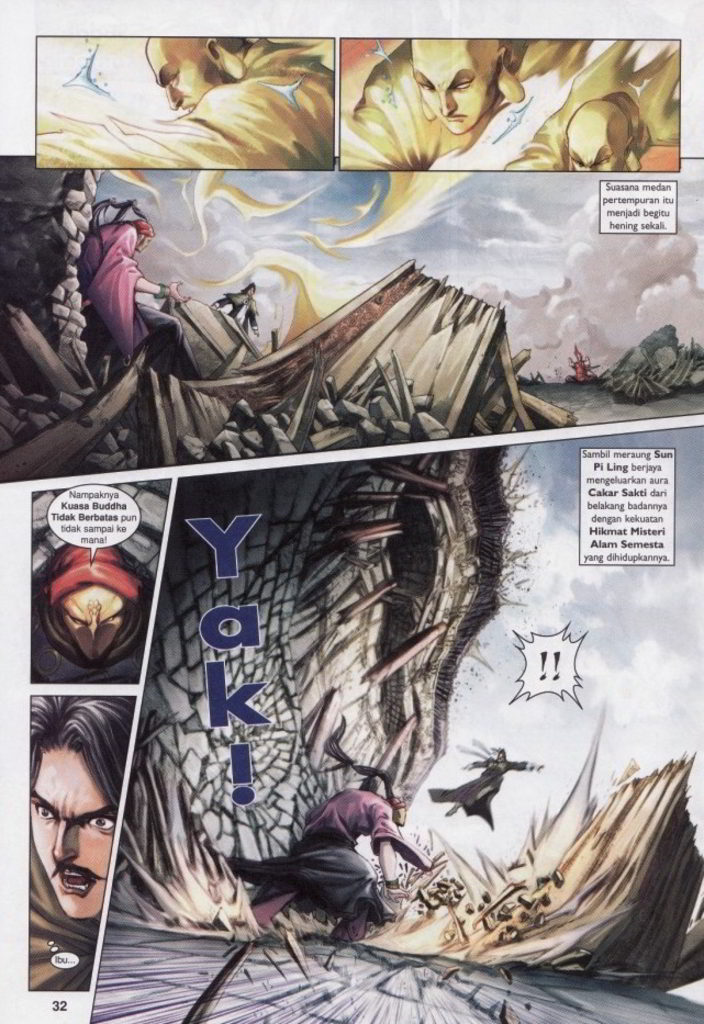 Suasana medan
pertempuran itu
menjadi begitu
hening sekali.
Nampaknya
Kuasa Buddha
Tidak Berbatas pun
tidak sampai ke
mana!
Sambil meraung Sun
Pi Ling berjaya
mengeluarkan aura
Cakar Sakti dari
belakang badannya
dengan kekuatan
Hikmat Misteri
Alam Semesta
yang dihidupkannya.
Yak!
!!
Ibu...
32